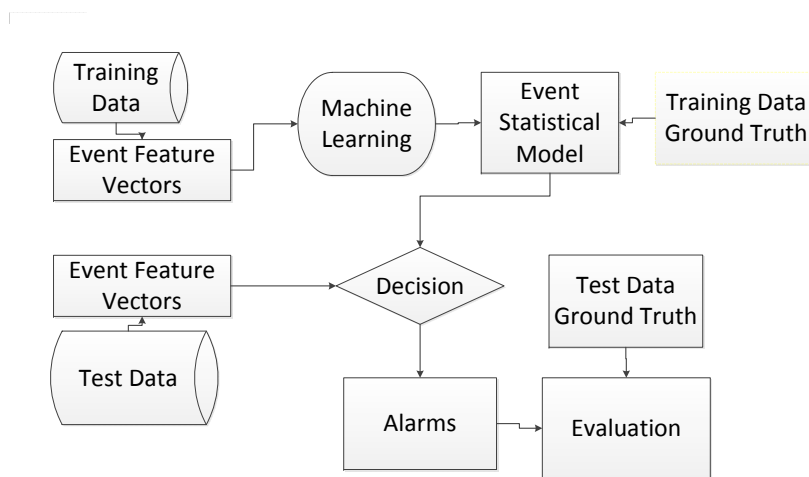 Training
Data
Event Feature
Vectors
Machine
Learning
Event
Statistical
Model
Training Data
Ground Truth
Event Feature
Vectors
Test Data
Decision
Test Data
Ground Truth
Alarms
Evaluation